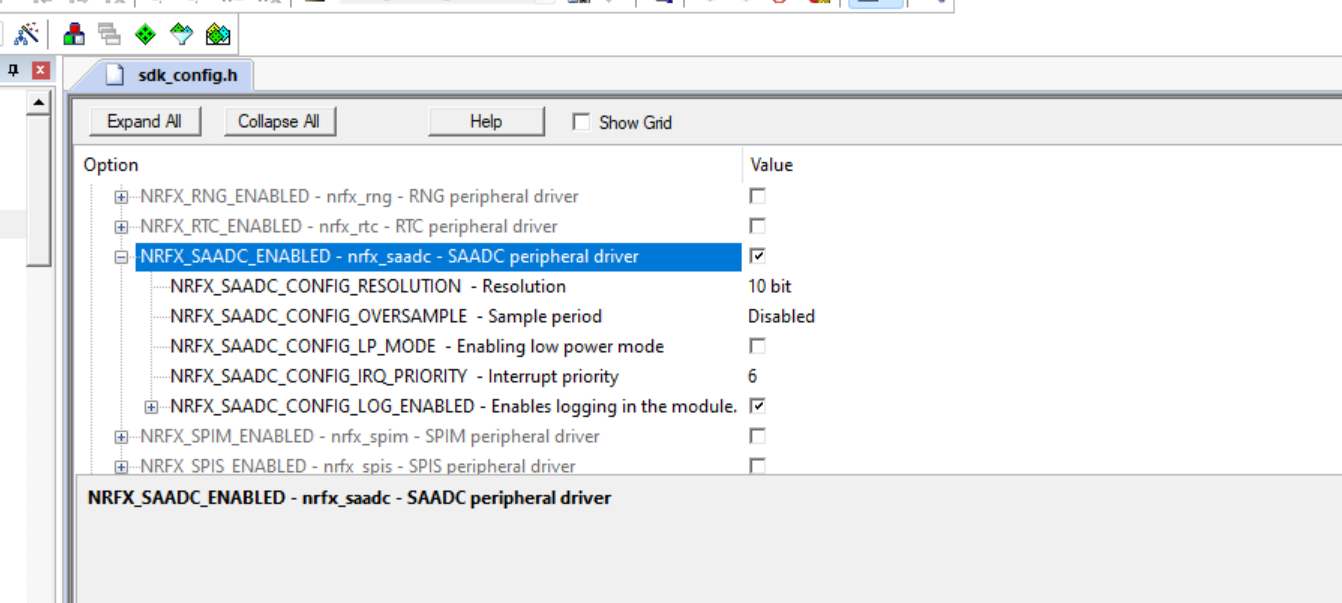 sdk_config.h
Expand All Collapse All Help Show Grid
Option Value
NRFX_RNG_ENABLED - nrfx_rng - RNG peripheral driver
NRFX_RTC_ENABLED - nrfx_rtc - RTC peripheral driver
NRFX_SAADC_ENABLED - nrfx_saadc - SAADC peripheral driver
NRFX_SAADC_CONFIG_RESOLUTION - Resolution 10 bit
NRFX_SAADC_CONFIG_OVERSAMPLE - Sample period Disabled
NRFX_SAADC_CONFIG_LP_MODE - Enabling low power mode
NRFX_SAADC_CONFIG_IRQ_PRIORITY - Interrupt priority 6
NRFX_SAADC_CONFIG_LOG_ENABLED - Enables logging in the module.
NRFX_SPIM_ENABLED - nrfx_spim - SPIM peripheral driver
NRFX_SPIS_ENABLED - nrfx_spis - SPIS peripheral driver
NRFX_SAADC_ENABLED - nrfx_saadc - SAADC peripheral driver